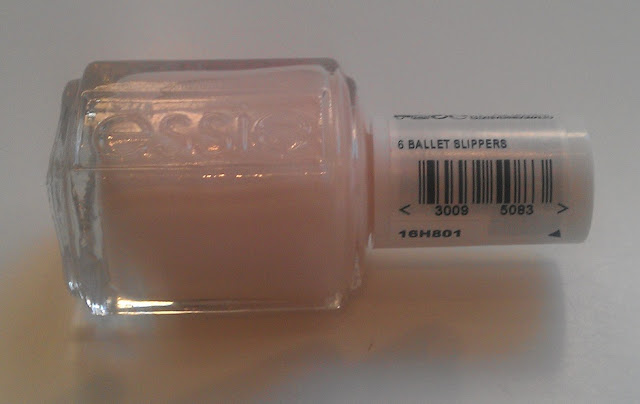 essie
6 BALLET SLIPPERS
< 3009 5083 >
16H801